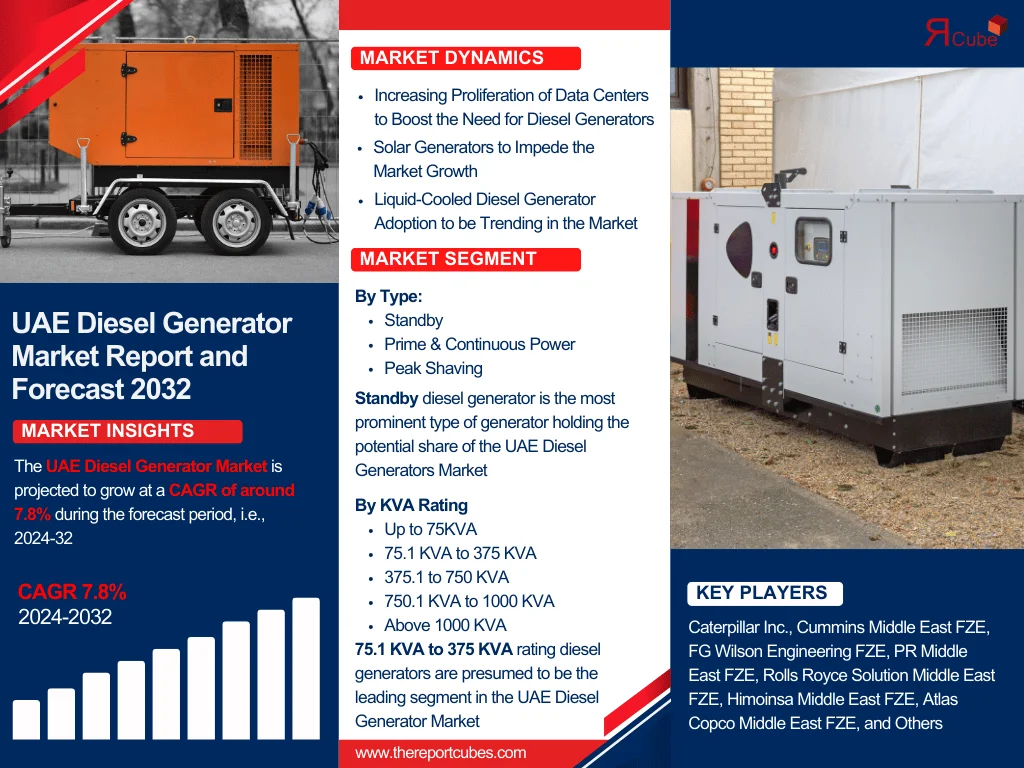 UAE Diesel Generator
Market Report and
Forecast 2032
MARKET INSIGHTS
The UAE Diesel Generator Market is
projected to grow at a CAGR of around
7.8% during the forecast period, i.e.,
2024-32
CAGR 7.8%
2024-2032
MARKET DYNAMICS
• Increasing Proliferation of Data Centers
to Boost the Need for Diesel Generators
• Solar Generators to Impede the
Market Growth
• Liquid-Cooled Diesel Generator
Adoption to be Trending in the Market
MARKET SEGMENT
By Type:
• Standby
• Prime & Continuous Power
• Peak Shaving
Standby diesel generator is the most
prominent type of generator holding the
potential share of the UAE Diesel
Generators Market
By KVA Rating
• Up to 75KVA
• 75.1 KVA to 375 KVA
• 375.1 to 750 KVA
• 750.1 KVA to 1000 KVA
• Above 1000 KVA
75.1 KVA to 375 KVA rating diesel
generators are presumed to be the
leading segment in the UAE Diesel
Generator Market
www.thereportcubes.com
ЯCube
KEY PLAYERS
Caterpillar Inc., Cummins Middle East FZE,
FG Wilson Engineering FZE, PR Middle
East FZE, Rolls Royce Solution Middle East
FZE, Himoinsa Middle East FZE, Atlas
Copco Middle East FZE, and Others